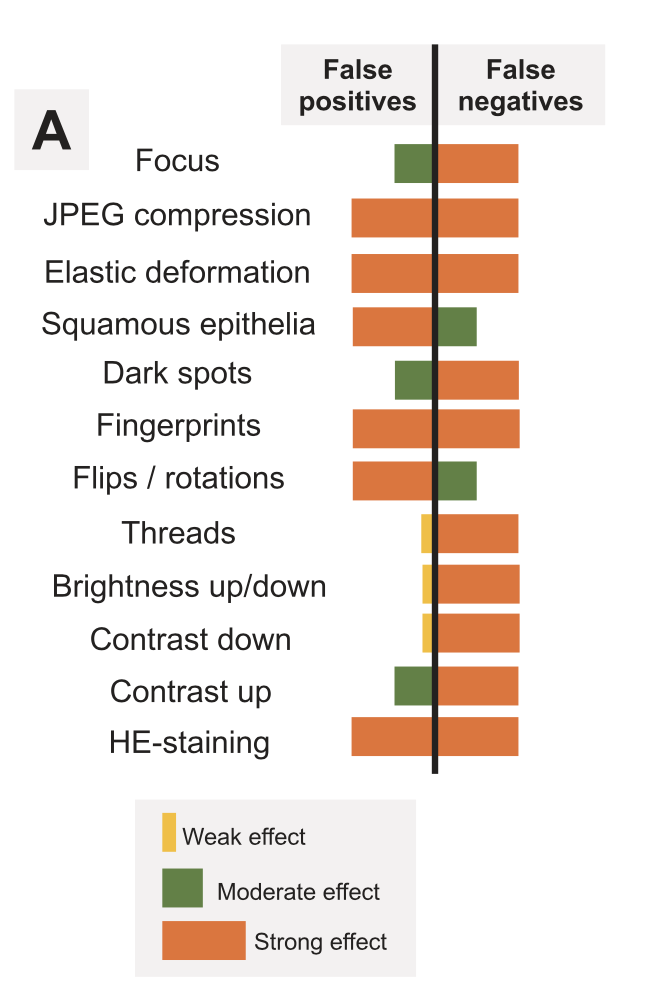 False
positives
False
negatives
A
Focus
JPEG compression
Elastic deformation
Squamous epithelia
Dark spots
Fingerprints
Flips / rotations
Threads
Brightness up/down
Contrast down
Contrast up
HE-staining
Weak effect
Moderate effect
Strong effect